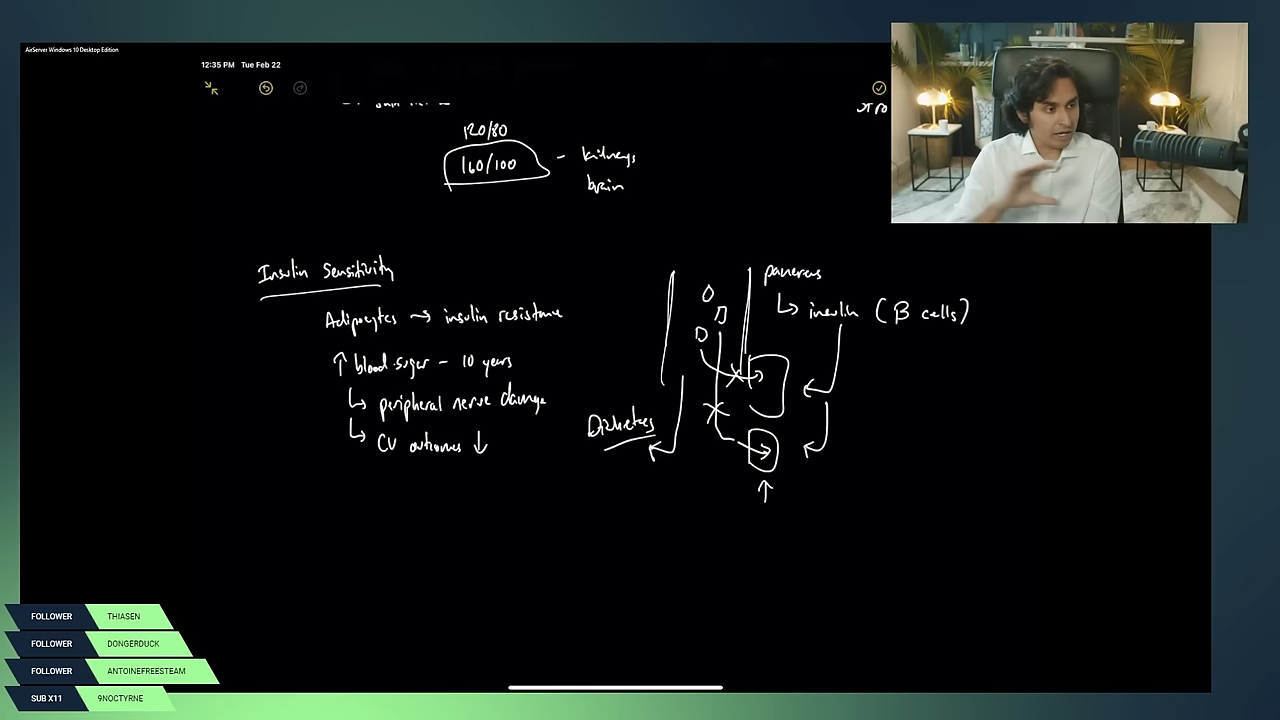 AirServer Windows 10 Desktop Edition
12:35 PM Tue Feb 22
120/80
160/100 - kidneys
brain
Insulin Sensitivity
Adipocytes → insulin resistance
↑ blood sugar - 10 years
↳ peripheral nerve damage
↳ CV outcomes ↓
pancreas
↳ insulin (β cells)
Diabetes
FOLLOWER THIASEN
FOLLOWER DONGERDUCK
FOLLOWER ANTOINEFREESTEAM
SUB X11 9NOCTYRNE